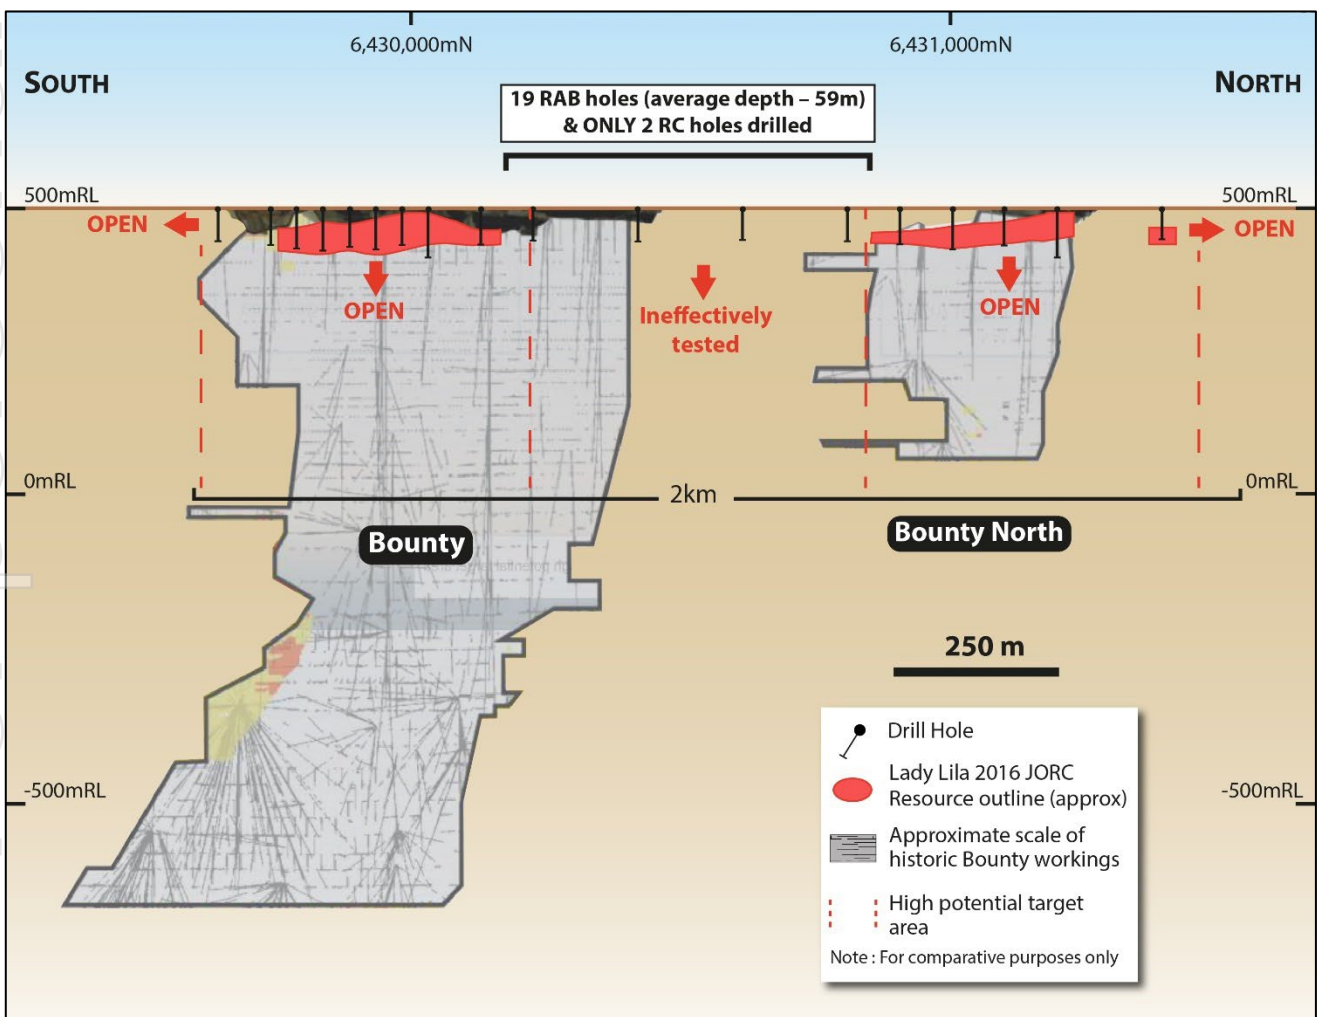 6,430,000mN
6,431,000mN
SOUTH
NORTH
19 RAB holes (average depth – 59m)
& ONLY 2 RC holes drilled
500mRL
500mRL
OPEN
OPEN
OPEN
Ineffectively
tested
OPEN
0mRL
0mRL
2km
Bounty
Bounty North
250 m
-500mRL
-500mRL
Drill Hole
Lady Lila 2016 JORC
Resource outline (approx)
Approximate scale of
historic Bounty workings
High potential target
area
Note : For comparative purposes only